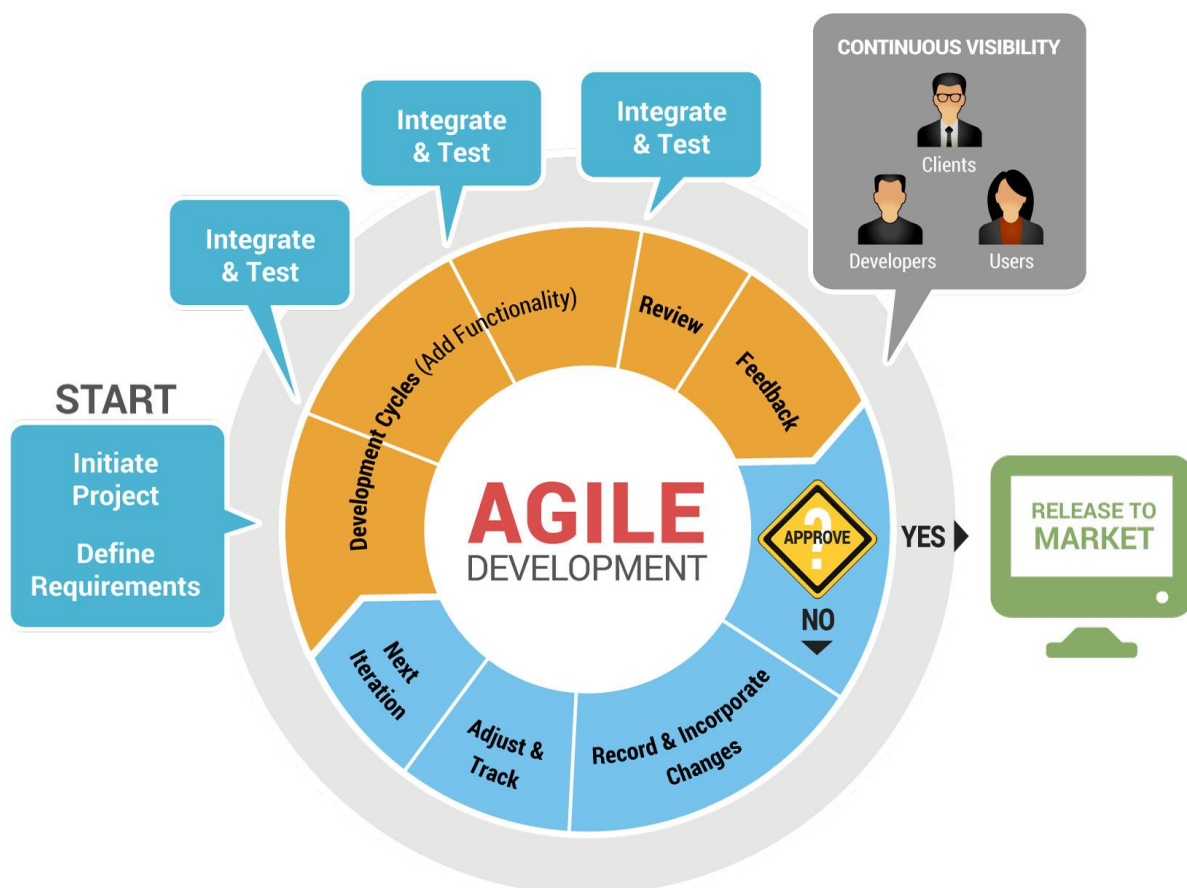 START
Initiate
Project
Define
Requirements
Integrate
& Test
Integrate
& Test
Integrate
& Test
CONTINUOUS VISIBILITY
Clients
Developers
Users
Development Cycles (Add Functionality)
Review
Feedback
AGILE
DEVELOPMENT
?
APPROVE
YES
NO
RELEASE TO
MARKET
Record & Incorporate
Changes
Adjust &
Track
Next
Iteration